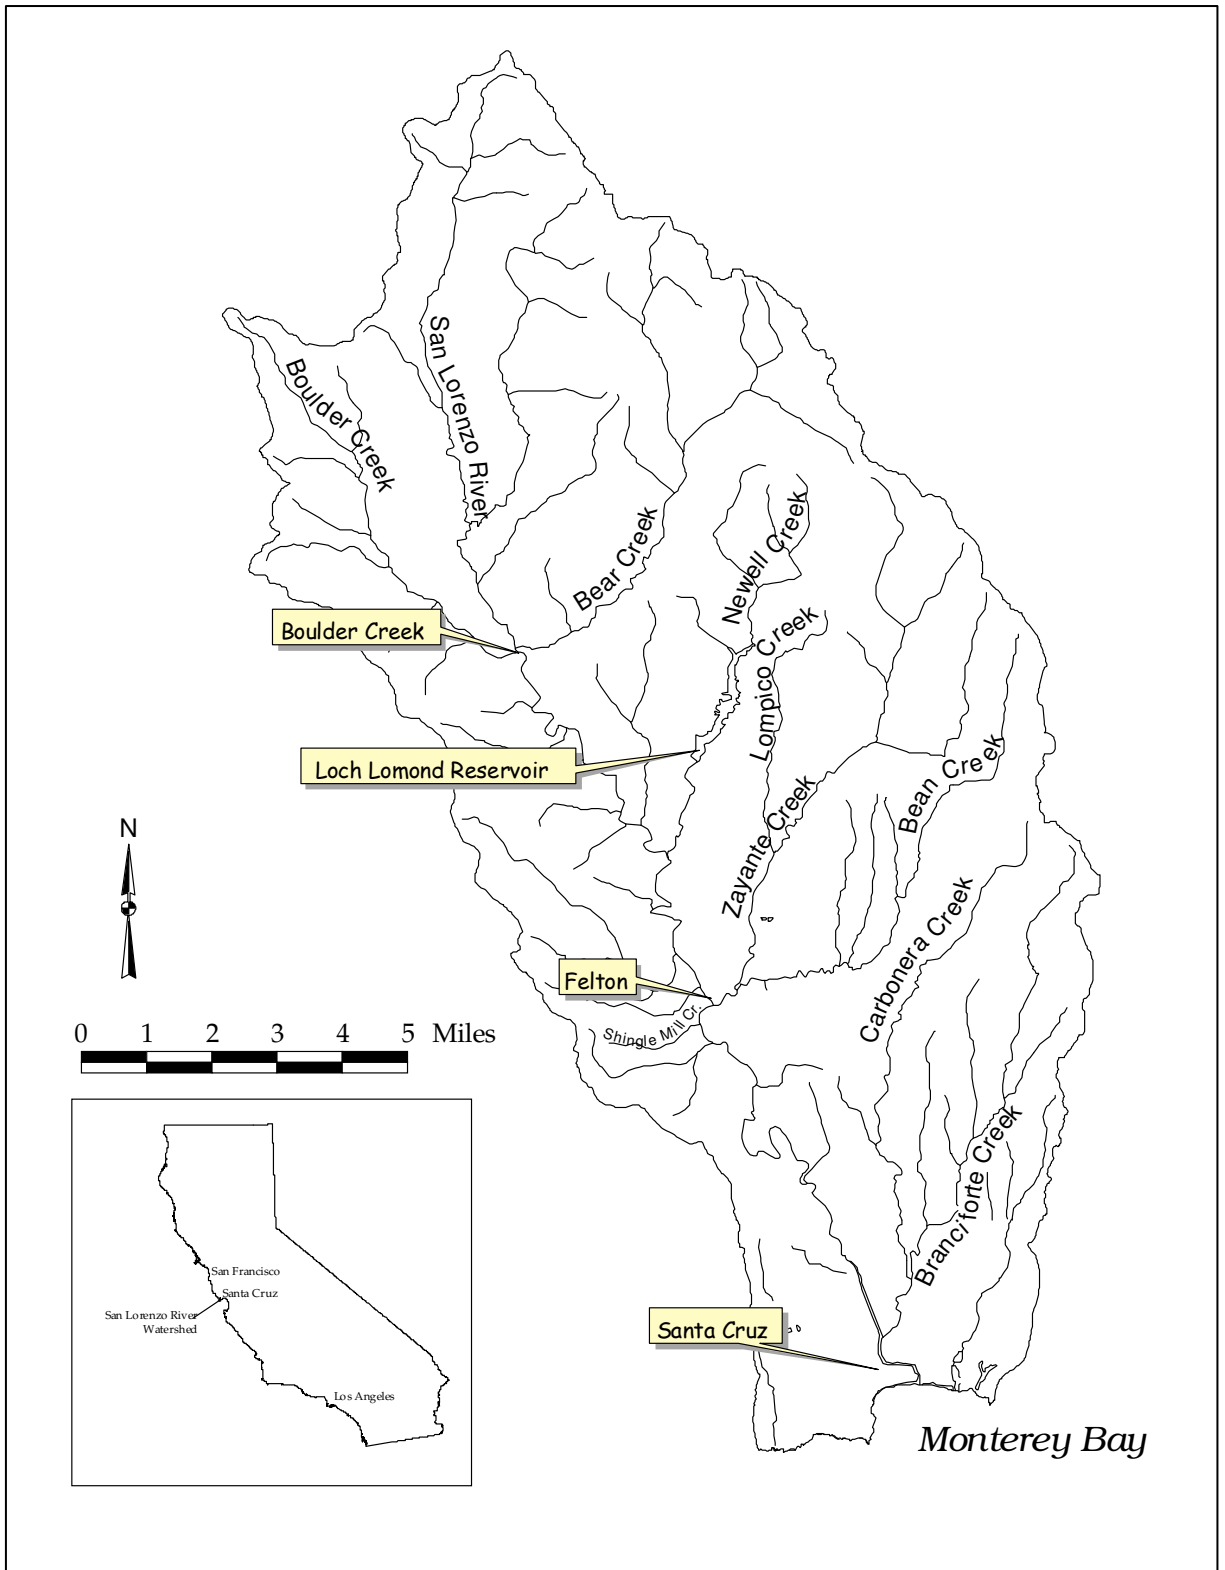 San Lorenzo River
Boulder Creek
Bear Creek
Newell Creek
Boulder Creek
Lompico Creek
Loch Lomond Reservoir
Bean Creek
Zayante Creek
N
Carbonera Creek
Felton
Shingle Mill Cr.
0 1 2 3 4 5 Miles
Branciforte Creek
San Francisco
Santa Cruz
San Lorenzo River
Watershed
Los Angeles
Santa Cruz
Monterey Bay